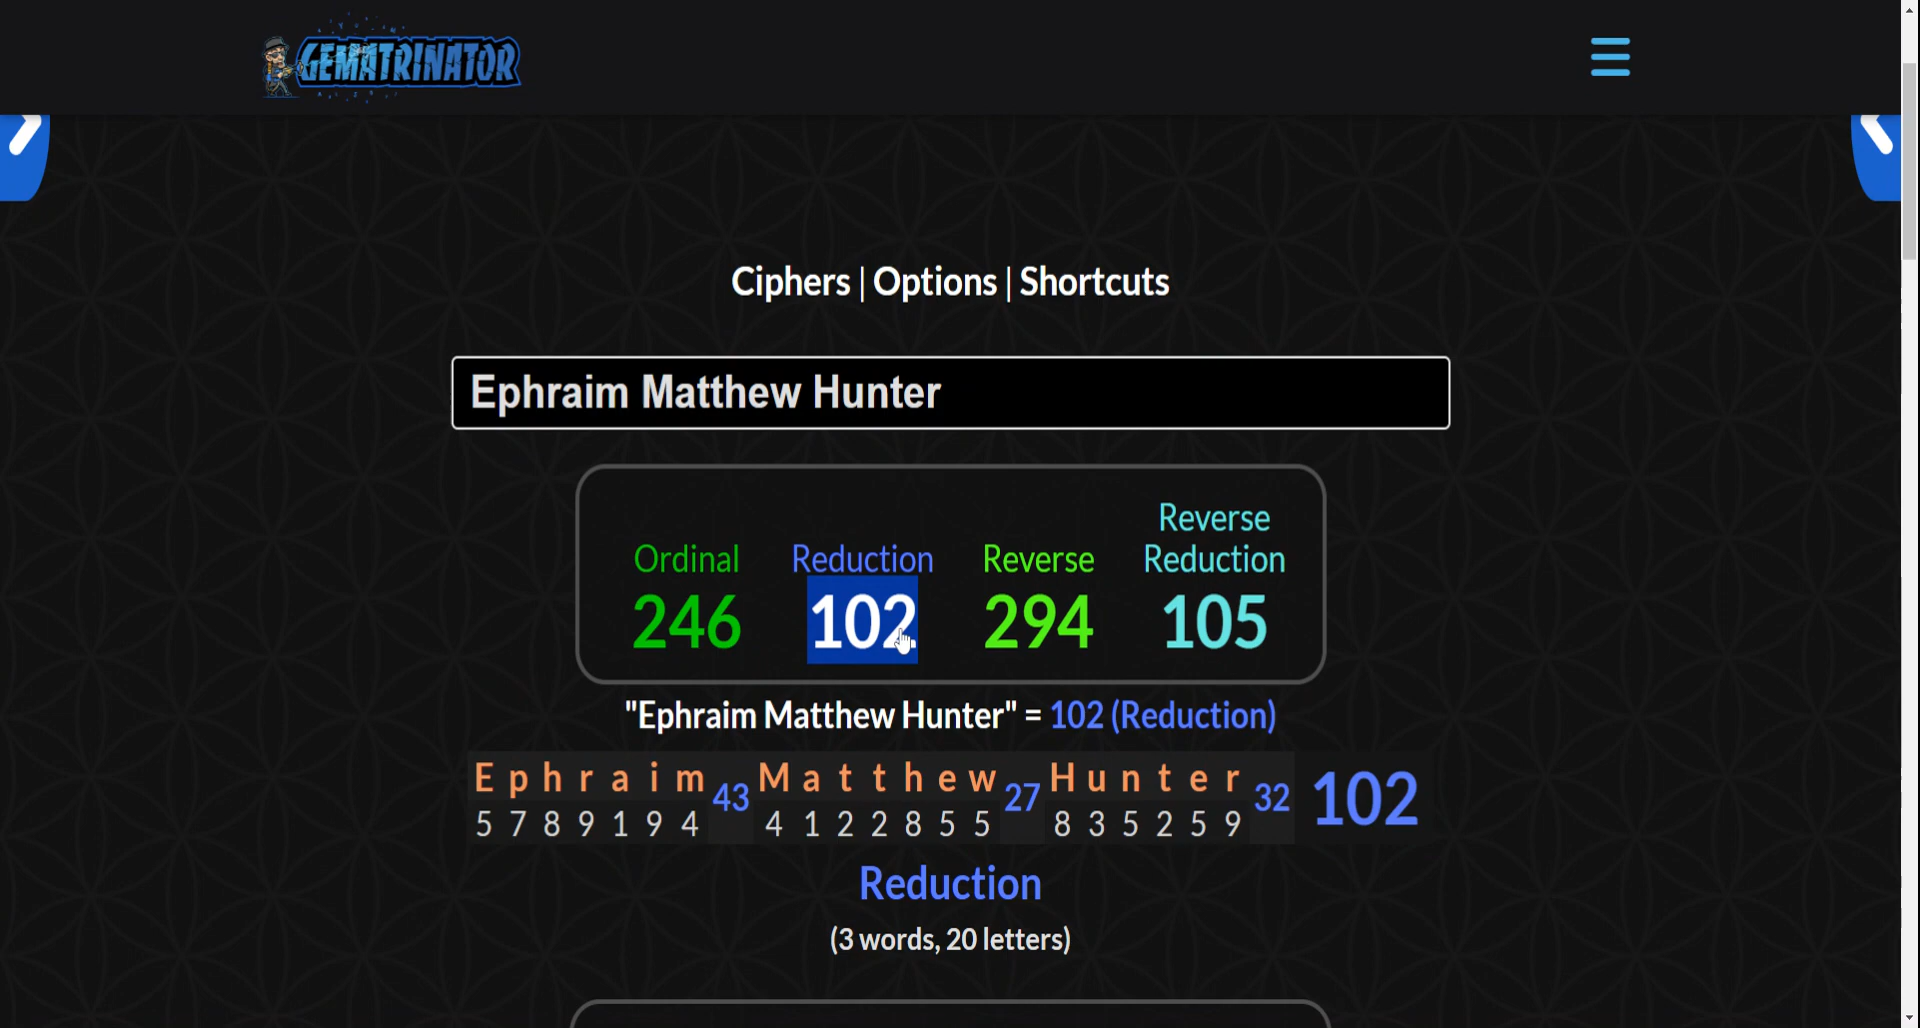 GEMATRINATOR
Ciphers | Options | Shortcuts
Ephraim Matthew Hunter
Ordinal Reduction Reverse Reverse Reduction
246 102 294 105
"Ephraim Matthew Hunter" = 102 (Reduction)
E p h r a i m 43 M a t t h e w 27 H u n t e r 32 102
5 7 8 9 1 9 4 4 1 2 2 8 5 5 8 3 5 2 5 9
Reduction
(3 words, 20 letters)